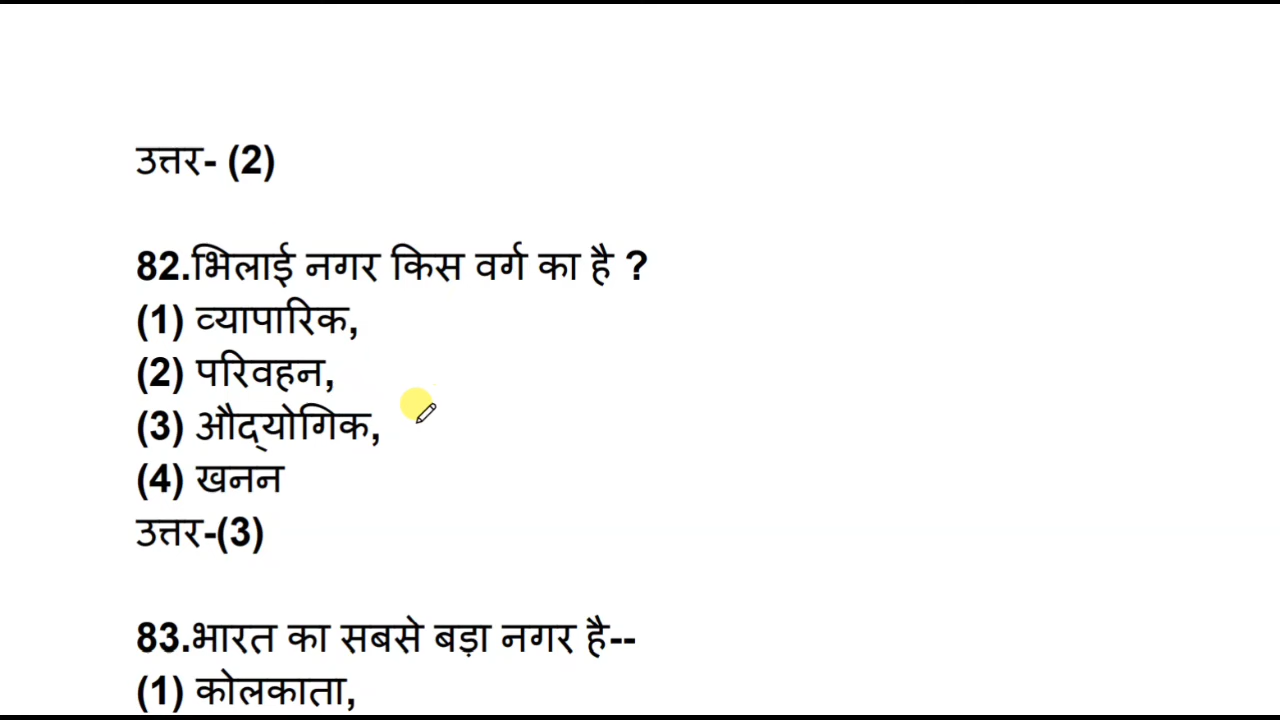 उत्तर- (2)
82.भिलाई नगर किस वर्ग का है ?
(1) व्यापारिक,
(2) परिवहन,
(3) औद्योगिक,
(4) खनन
उत्तर-(3)
83.भारत का सबसे बड़ा नगर है--
(1) कोलकाता,